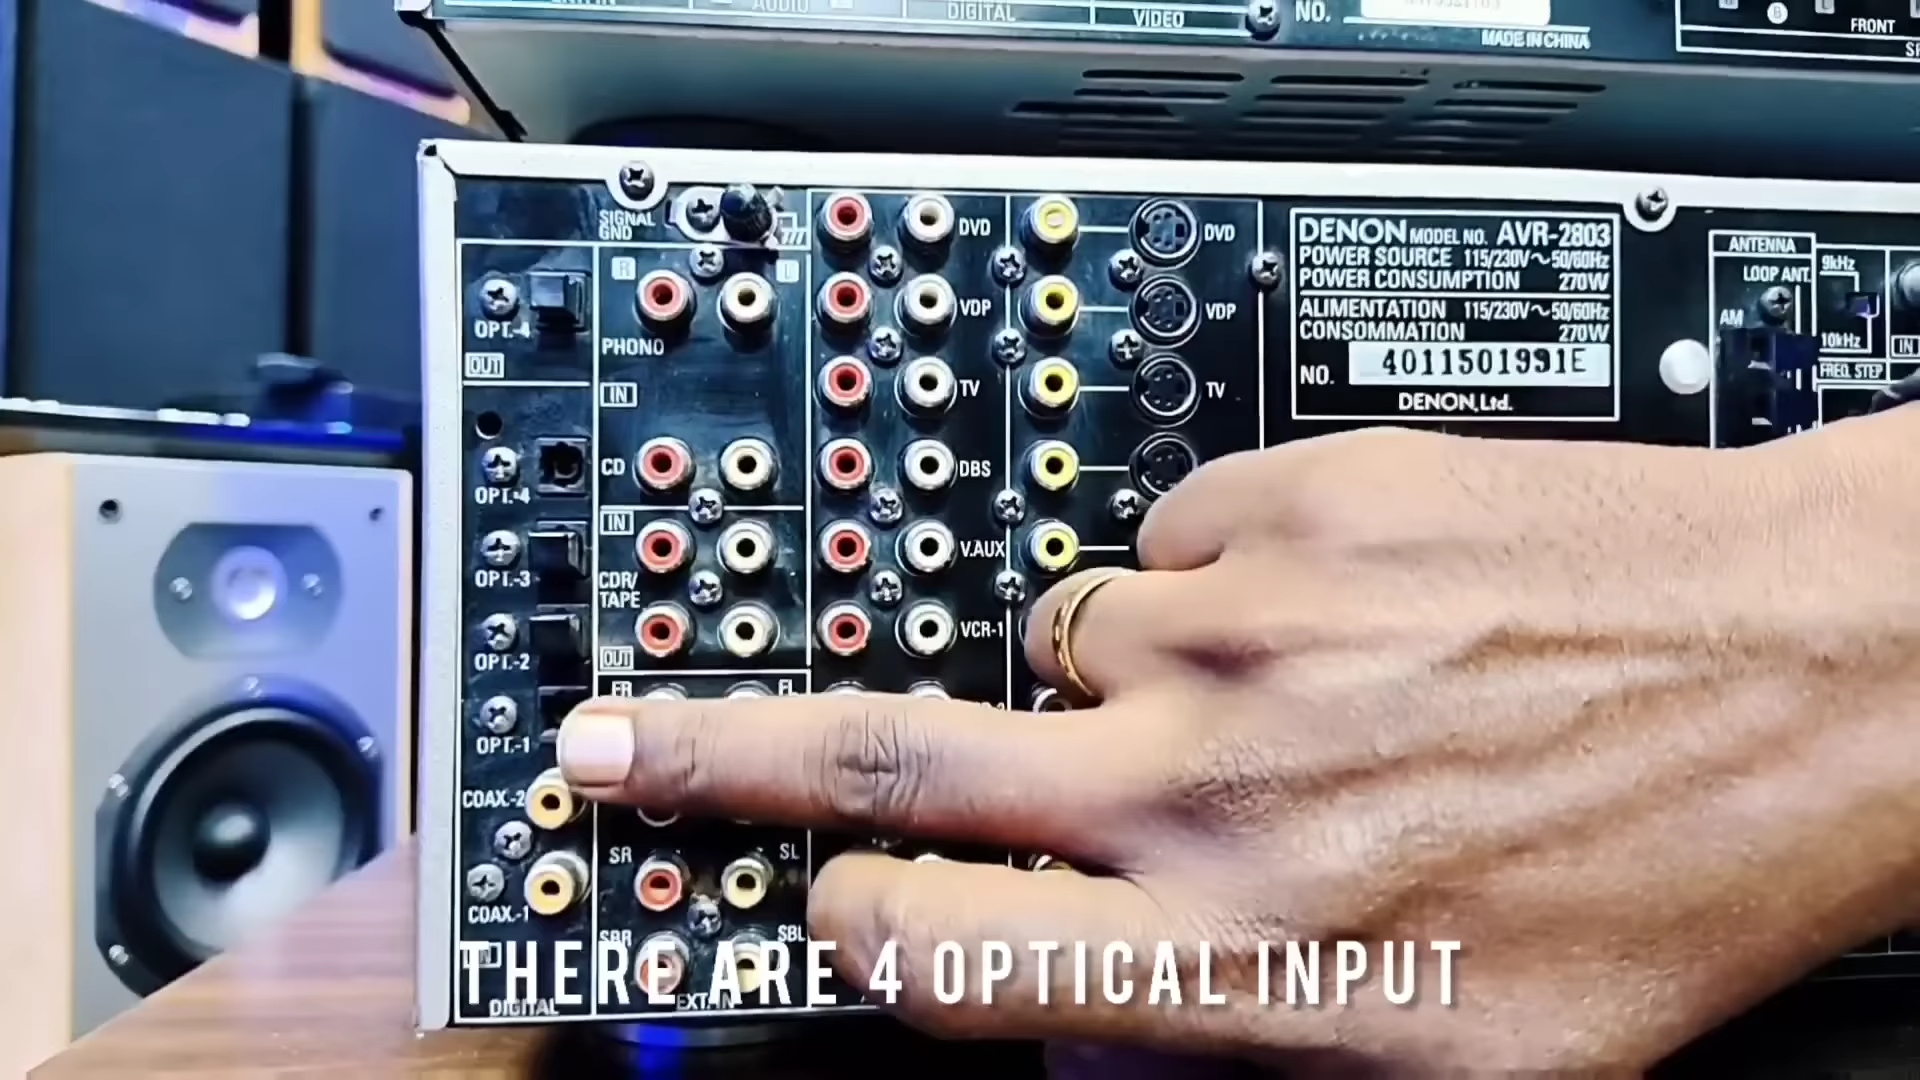 AUDIO
DIGITAL
VIDEO
NO.
MADE IN CHINA
B
L
FRONT
SIGNAL
GND
R
L
OPT.-4
OUT
PHONO
IN
OPT.-4
CD
IN
OPT.-3
CDR/
TAPE
OPT.-2
OUT
OPT.-1
FR
FL
COAX.-2
SR
SL
COAX.-1
SBR
SBL
IN
EXT. IN
DIGITAL
DVD
VDP
TV
DBS
V.AUX
VCR-1
DVD
VDP
TV
DENON MODEL NO. AVR-2803
POWER SOURCE 115/230V~50/60Hz
POWER CONSUMPTION 270W
ALIMENTATION 115/230V~50/60Hz
CONSOMMATION 270W
NO. 4011501991E
DENON, Ltd.
ANTENNA
LOOP ANT.
AM
9kHz
10kHz
IN
FREQ. STEP
THERE ARE 4 OPTICAL INPUT